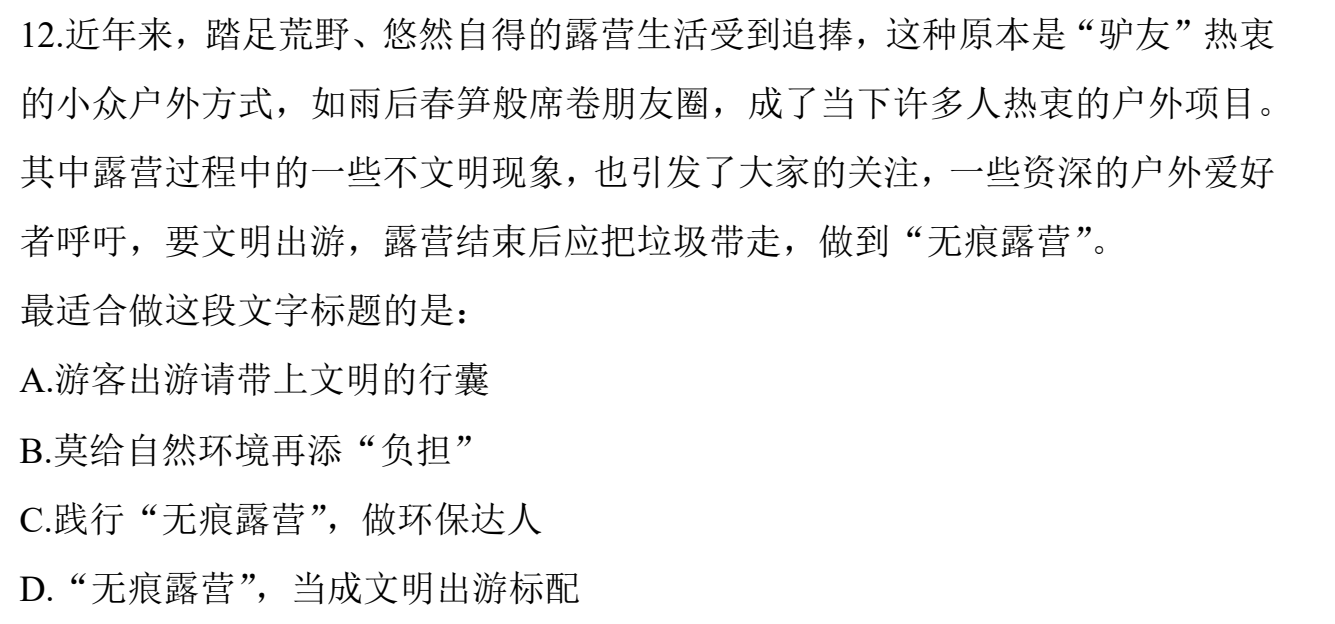 12.近年来，踏足荒野、悠然自得的露营生活受到追捧，这种原本是“驴友”热衷
的小众户外方式，如雨后春笋般席卷朋友圈，成了当下许多人热衷的户外项目。
其中露营过程中的一些不文明现象，也引发了大家的关注，一些资深的户外爱好
者呼吁，要文明出游，露营结束后应把垃圾带走，做到“无痕露营”。
最适合做这段文字标题的是：
A.游客出游请带上文明的行囊
B.莫给自然环境再添“负担”
C.践行“无痕露营”，做环保达人
D.“无痕露营”，当成文明出游标配